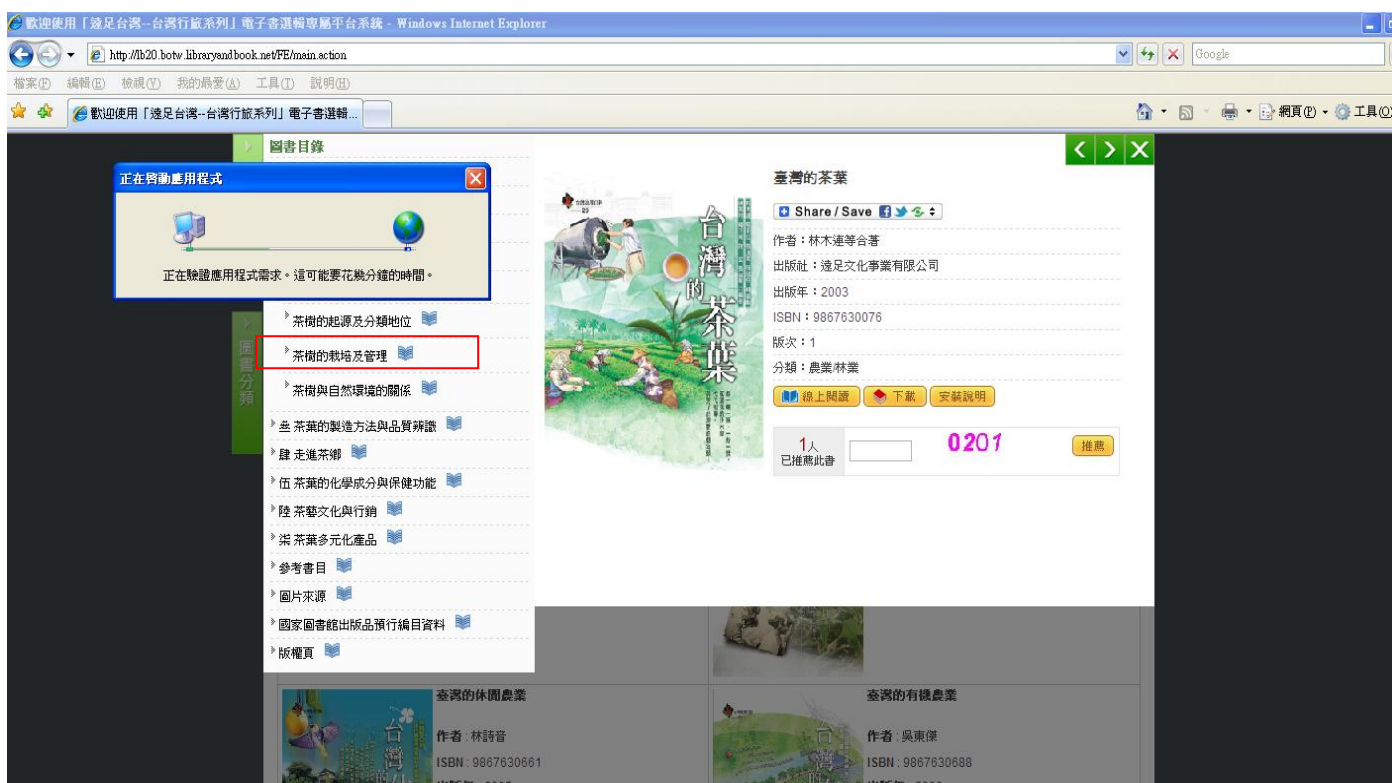 歡迎使用「遠足台灣--台灣行旅系列」電子書選輯專屬平台系統 - Windows Internet Explorer
http://lb20.botw.libraryandbook.net/FE/main.action
Google
檔案(F) 編輯(E) 檢視(V) 我的最愛(A) 工具(T) 說明(H)
歡迎使用「遠足台灣--台灣行旅系列」電子書選輯...
網頁(P) 工具(O)
圖書目錄
正在啓動應用程式
正在驗證應用程式需求。這可能要花幾分鐘的時間。
茶樹的起源及分類地位
茶樹的栽培及管理
茶樹與自然環境的關係
叁 茶葉的製造方法與品質辨識
肆 走進茶鄉
伍 茶葉的化學成分與保健功能
陸 茶藝文化與行銷
柒 茶葉多元化產品
參考書目
圖片來源
國家圖書館出版品預行編目資料
版權頁
圖書分類
台灣的茶葉
臺灣的茶葉
Share / Save
作者：林木連等合著
出版社：遠足文化事業有限公司
出版年：2003
ISBN：9867630076
版次：1
分類：農業/林業
線上閱讀 下載 安裝說明
1人
已推薦此書
0201
推薦
臺灣的休閒農業
作者 : 林詩音
ISBN : 9867630661
臺灣的有機農業
作者 : 吳東傑
ISBN : 9867630688